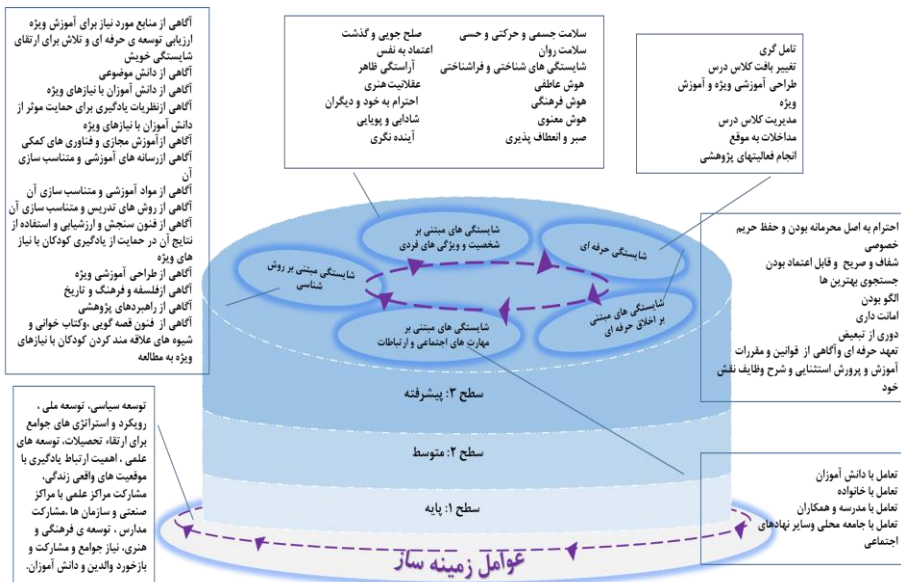 آگاهی از منابع مورد نیاز برای آموزش ویژه
ارزیابی توسعه ی حرفه ای و تلاش برای ارتقای
شایستگی خویش
آگاهی از دانش موضوعی
آگاهی از دانش آموزان با نیازهای ویژه
آگاهی ازنظریات یادگیری برای حمایت موثر از
دانش آموزان با نیازهای ویژه
آگاهی ازآموزش مجازی و فناوری های کمکی
آگاهی ازرسانه های آموزشی و متناسب سازی
آن
آگاهی از مواد آموزشی و متناسب سازی آن
آگاهی از روش های تدریس و متناسب سازی آن
آگاهی از فنون سنجش و ارزشیابی و استفاده از
نتایج آن در حمایت از یادگیری کودکان با نیاز
های ویژه
آگاهی از طراحی آموزشی ویژه
آگاهی ازفلسفه و فرهنگ و تاریخ
آگاهی از راهبردهای پژوهشی
آگاهی از فنون قصه گویی ،وکتاب خوانی و
شیوه های علاقه مند کردن کودکان با نیازهای
ویژه به مطالعه
سلامت جسمی و حرکتی و حسی
سلامت روان
شایستگی های شناختی و فراشناختی
هوش عاطفی
هوش فرهنگی
هوش معنوی
صبر و انعطاف پذیری
صلح جویی و گذشت
اعتماد به نفس
آراستگی ظاهر
عقلانیت هنری
احترام به خود و دیگران
شادابی و پویایی
آینده نگری
تامل گری
تغییر بافت کلاس درس
طراحی آموزشی ویژه و آموزش
ویژه
مدیریت کلاس درس
مداخلات به موقع
انجام فعالیتهای پژوهشی
احترام به اصل محرمانه بودن و حفظ حریم
خصوصی
شفاف و صریح و قابل اعتماد بودن
جستجوی بهترین ها
الگو بودن
امانت داری
دوری از تبعیض
تعهد حرفه ای وآگاهی از قوانین و مقررات
آموزش و پرورش استثنایی و شرح وظایف نقش
خود
شایستگی های مبتنی بر
شخصیت و ویژگی های فردی
شایستگی حرفه ای
شایستگی مبتنی بر روش
شناسی
شایستگی های مبتنی
بر اخلاق حرفه ای
شایستگی های مبتنی بر
مهارت های اجتماعی و ارتباطات
سطح ۳: پیشرفته
سطح ۲: متوسط
سطح ۱: پایه
عوامل زمینه ساز
توسعه سیاسی، توسعه ملی ،
رویکرد و استراتژی های جوامع
برای ارتقاء تحصیلات، توسعه های
علمی ، اهمیت ارتباط یادگیری با
موقعیت های واقعی زندگی،
مشارکت مراکز علمی با مراکز
صنعتی و سازمان ها ،مشارکت
مدارس ، توسعه ی فرهنگی و
هنری، نیاز جوامع و مشارکت و
بازخورد والدین و دانش آموزان.
تعامل با دانش آموزان
تعامل با خانواده
تعامل با مدرسه و همکاران
تعامل با جامعه محلی وسایر نهادهای
اجتماعی